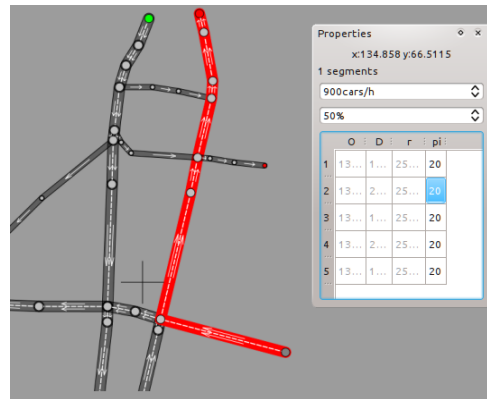 Properties
x:134.858 y:66.5115
1 segments
900cars/h
50%
O D r pi
1 13... 1... 25... 20
2 13... 2... 25... 20
3 13... 1... 25... 20
4 13... 2... 25... 20
5 13... 1... 25... 20